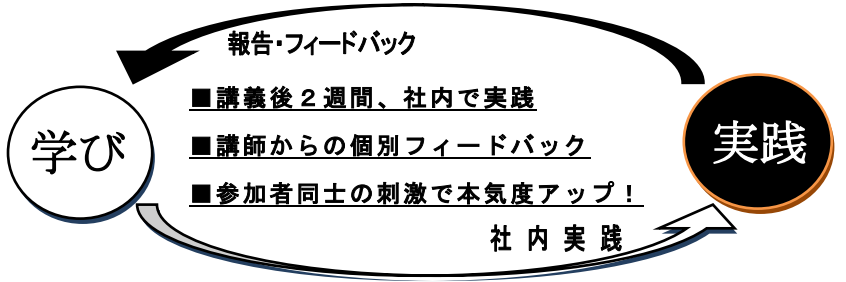 報告・フィードバック
■講義後２週間、社内で実践
学び
■講師からの個別フィードバック
実践
■参加者同士の刺激で本気度アップ！
社内実践